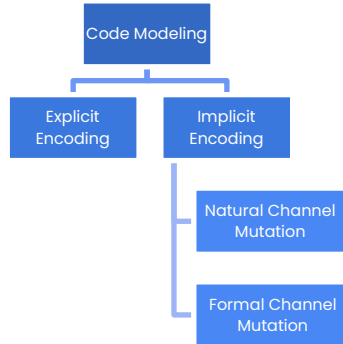 Code Modeling
Explicit
Encoding
Implicit
Encoding
Natural Channel
Mutation
Formal Channel
Mutation